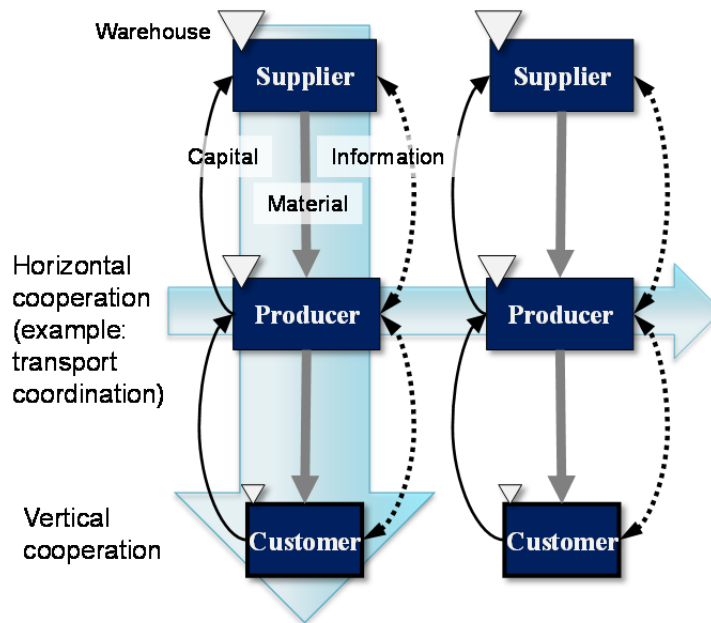 Warehouse
Supplier
Supplier
Capital
Information
Material
Horizontal
cooperation
(example:
transport
coordination)
Producer
Producer
Vertical
cooperation
Customer
Customer